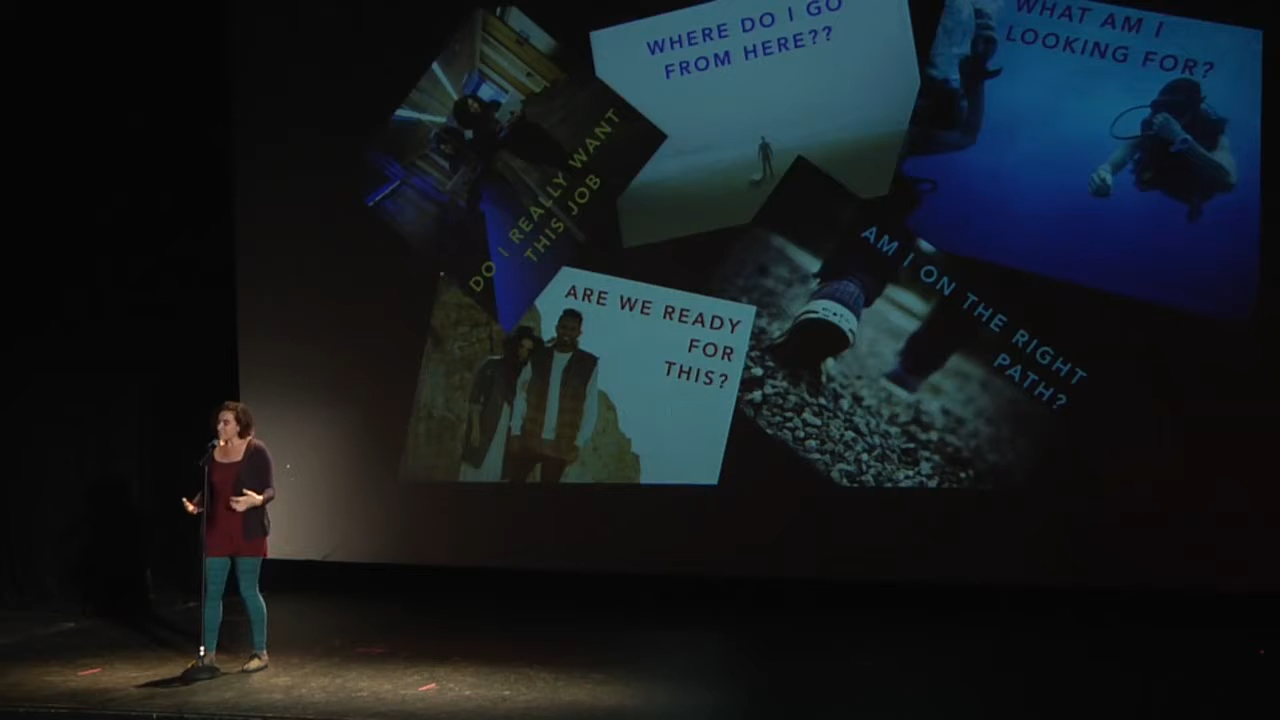 WHERE DO I GO
FROM HERE??
WHAT AM I
LOOKING FOR?
DO I REALLY WANT
THIS JOB
ARE WE READY
FOR
THIS?
AM I ON THE RIGHT
PATH?